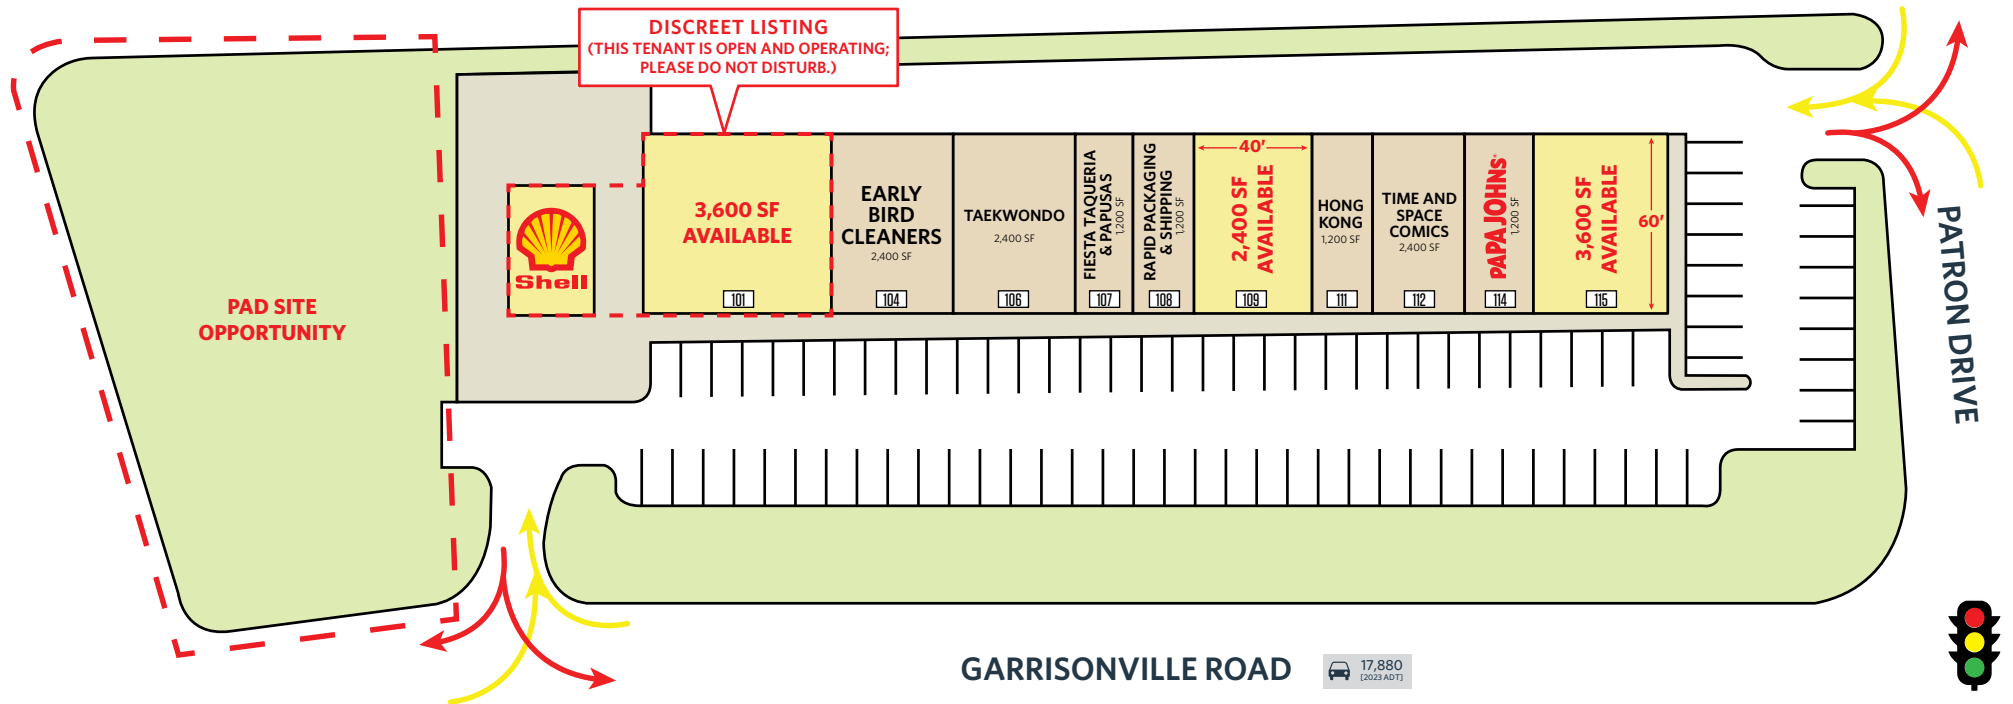 DISCREET LISTING
(THIS TENANT IS OPEN AND OPERATING;
PLEASE DO NOT DISTURB.)
PAD SITE
OPPORTUNITY
Shell
3,600 SF
AVAILABLE
101
EARLY
BIRD
CLEANERS
2,400 SF
104
TAEKWONDO
2,400 SF
106
FIESTA TAQUERIA
& PAPUSAS
1,200 SF
107
RAPID PACKAGING
& SHIPPING
1,200 SF
108
40'
2,400 SF
AVAILABLE
109
HONG
KONG
1,200 SF
111
TIME AND
SPACE
COMICS
2,400 SF
112
PAPA JOHNS
1,200 SF
114
3,600 SF
AVAILABLE
60'
115
PATRON DRIVE
GARRISONVILLE ROAD
17,880
[2023 ADT]